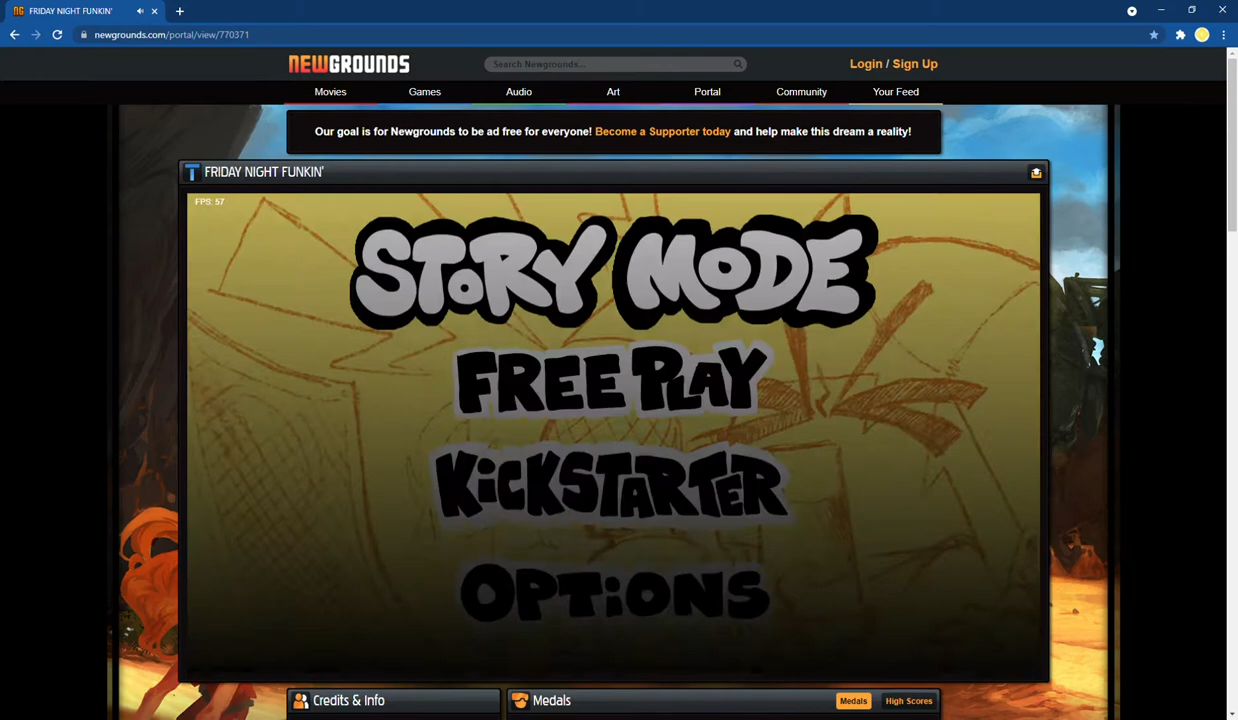 FRIDAY NIGHT FUNKIN'
newgrounds.com/portal/view/770371
NEWGROUNDS
Search Newgrounds...
Login / Sign Up
Movies Games Audio Art Portal Community Your Feed
Our goal is for Newgrounds to be ad free for everyone! Become a Supporter today and help make this dream a reality!
T FRIDAY NIGHT FUNKIN'
FPS: 57
STORY MODE
FREEPLAY
KiCKSTARTER
OPTiONS
Credits & Info
Medals
Medals High Scores